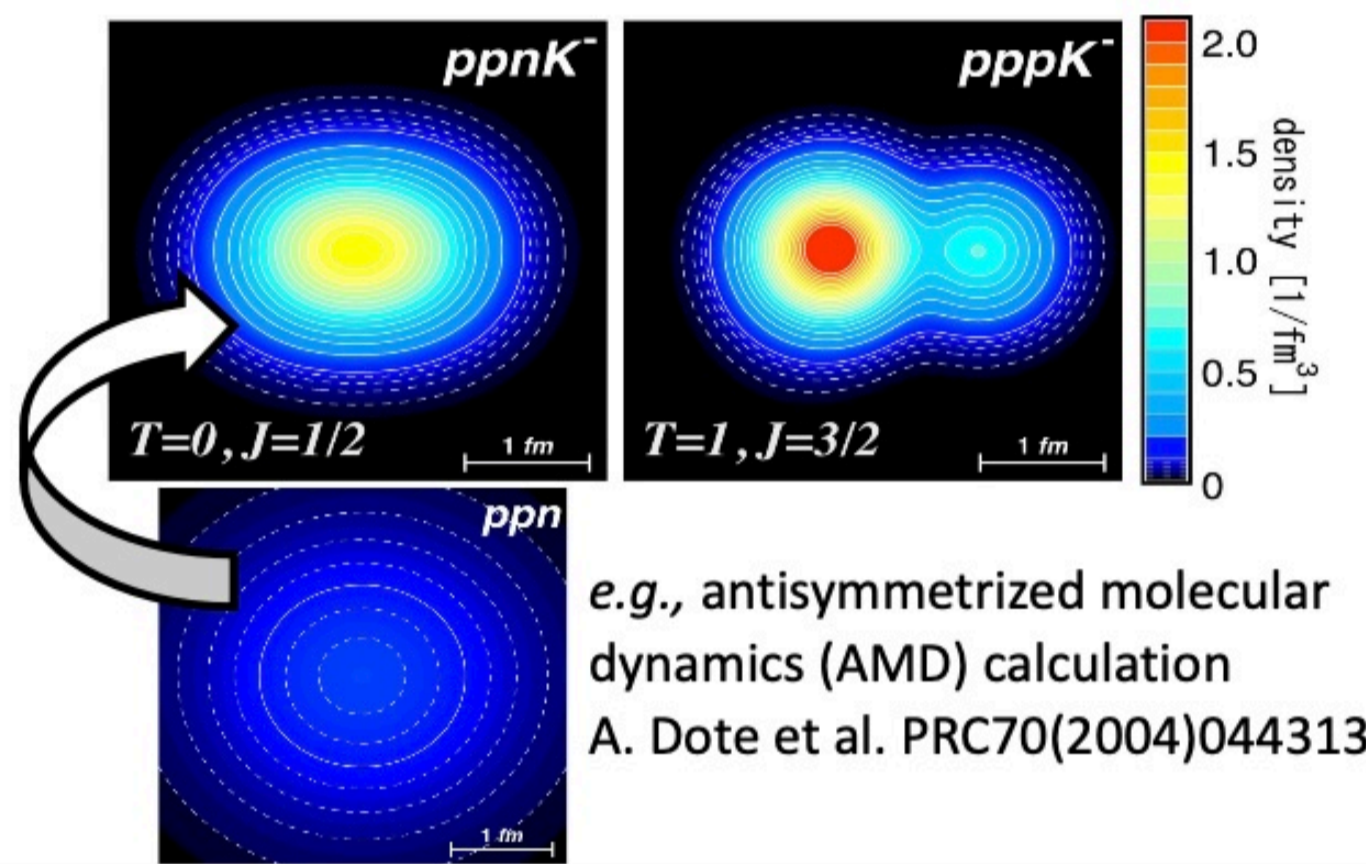 ppnK⁻
T=0, J=1/2
1 fm
pppK⁻
T=1, J=3/2
1 fm
2.0
1.5
1.0
0.5
0
density [1/fm³]
ppn
1 fm
e.g., antisymmetrized molecular
dynamics (AMD) calculation
A. Dote et al. PRC70(2004)044313